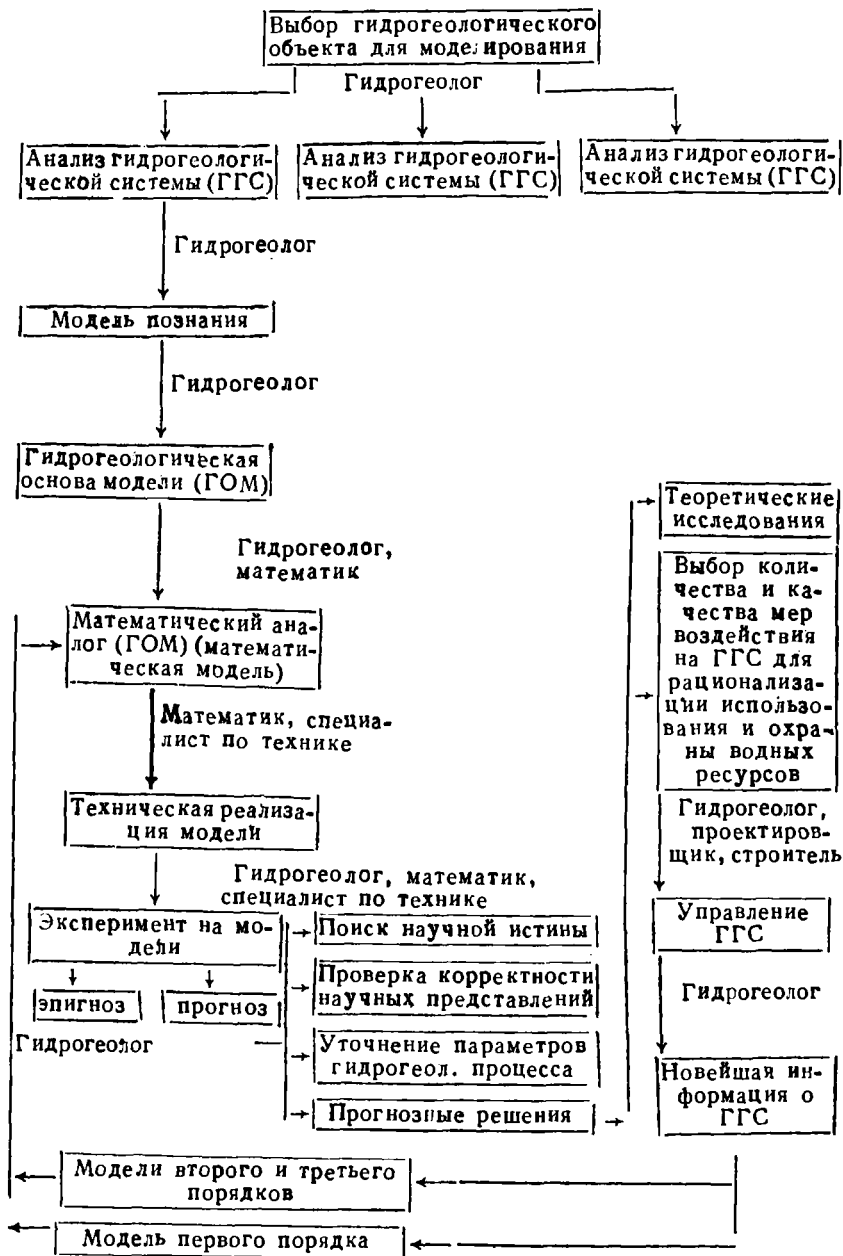 Выбор гидрогеологического
объекта для моделирования
Гидрогеолог
Анализ гидрогеологи-
ческой системы (ГГС)
Анализ гидрогеологи-
ческой системы (ГГС)
Анализ гидрогеологи-
ческой системы (ГГС)
Гидрогеолог
Модель познания
Гидрогеолог
Гидрогеологическая
основа модели (ГОМ)
Гидрогеолог,
математик
Математический ана-
лог (ГОМ) (математи-
ческая модель)
Математик, специа-
лист по технике
Техническая реализа-
ция модели
Гидрогеолог, математик,
специалист по технике
Эксперимент на мо-
дели
эпигноз
прогноз
Гидрогеолог
Поиск научной истины
Проверка корректности
научных представлений
Уточнение параметров
гидрогеол. процесса
Прогнозные решения
Теоретические
исследования
Выбор коли-
чества и ка-
чества мер
воздействия
на ГГС для
рационализа-
ции использо-
вания и охра-
ны водных
ресурсов
Гидрогеолог,
проектиров-
щик, строитель
Управление
ГГС
Гидрогеолог
Новейшая ин-
формация о
ГГС
Модели второго и третьего
порядков
Модель первого порядка